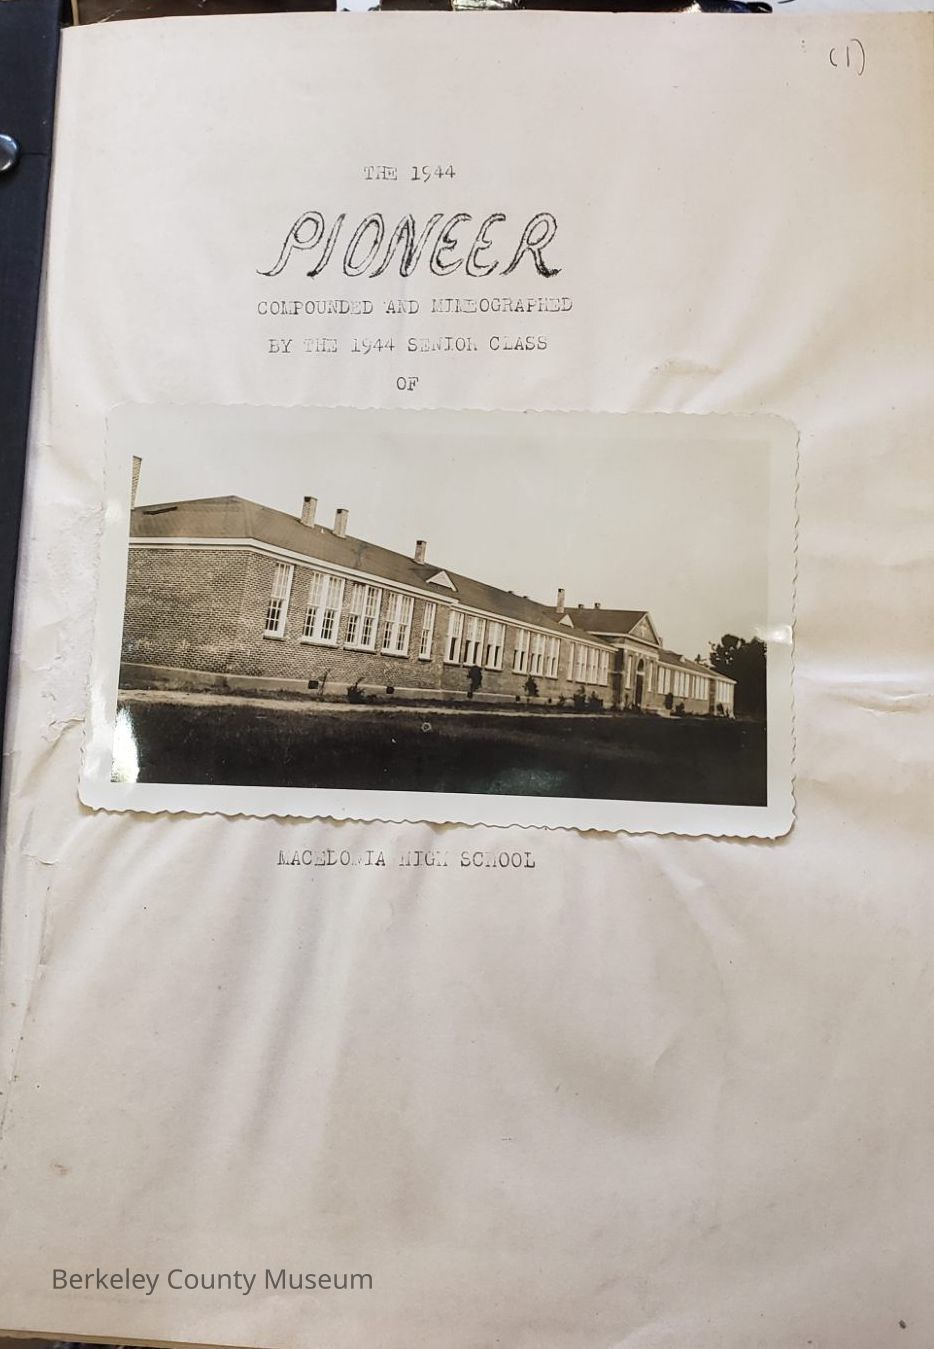 (1)
THE 1944
PIONEER
COMPOUNDED AND MIMEOGRAPHED
BY THE 1944 SENIOR CLASS
OF
MACEDONIA HIGH SCHOOL
Berkeley County Museum